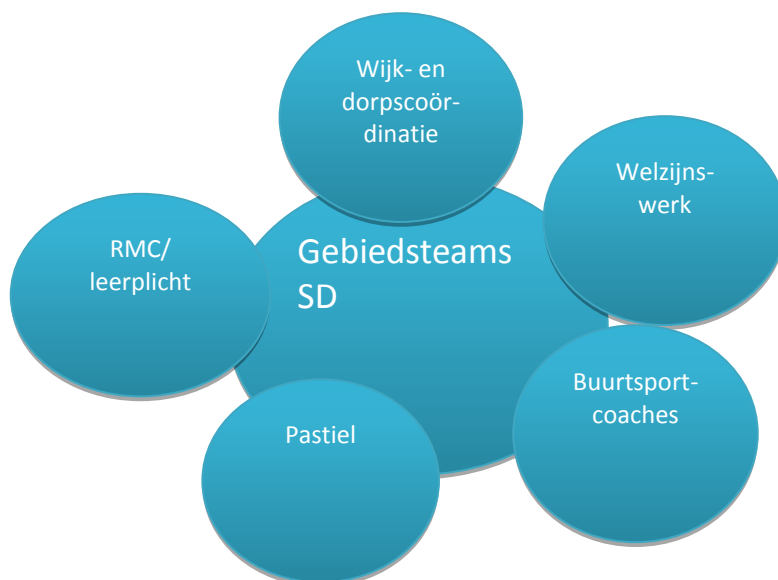 Wijk- en
dorpscoör-
dinatie
Welzijns-
werk
RMC/
leerplicht
Gebiedsteams
SD
Buurtsport-
coaches
Pastiel